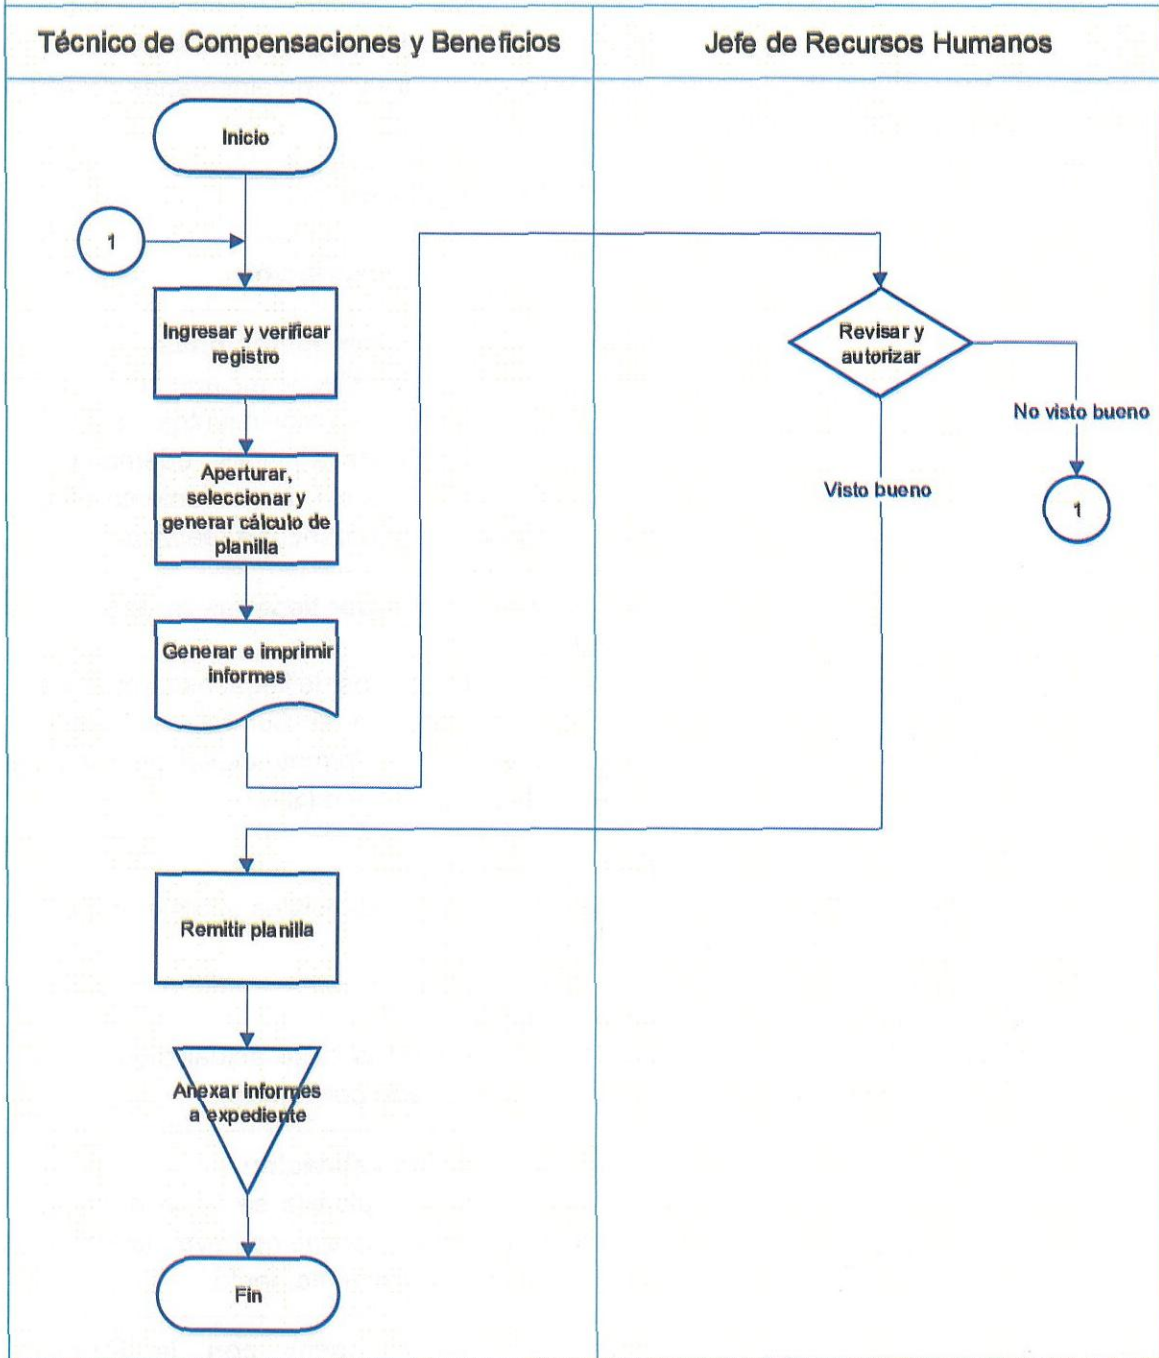 Técnico de Compensaciones y Beneficios
Jefe de Recursos Humanos
Inicio
1
Ingresar y verificar
registro
Aperturar,
seleccionar y
generar cálculo de
planilla
Generar e imprimir
informes
Revisar y
autorizar
No visto bueno
Visto bueno
1
Remitir planilla
Anexar informes
a expediente
Fin